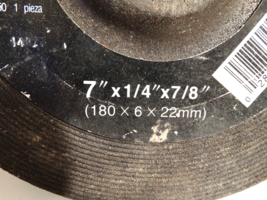 1 pieza
7" x1/4"x7/8"
(180 × 6 × 22mm)